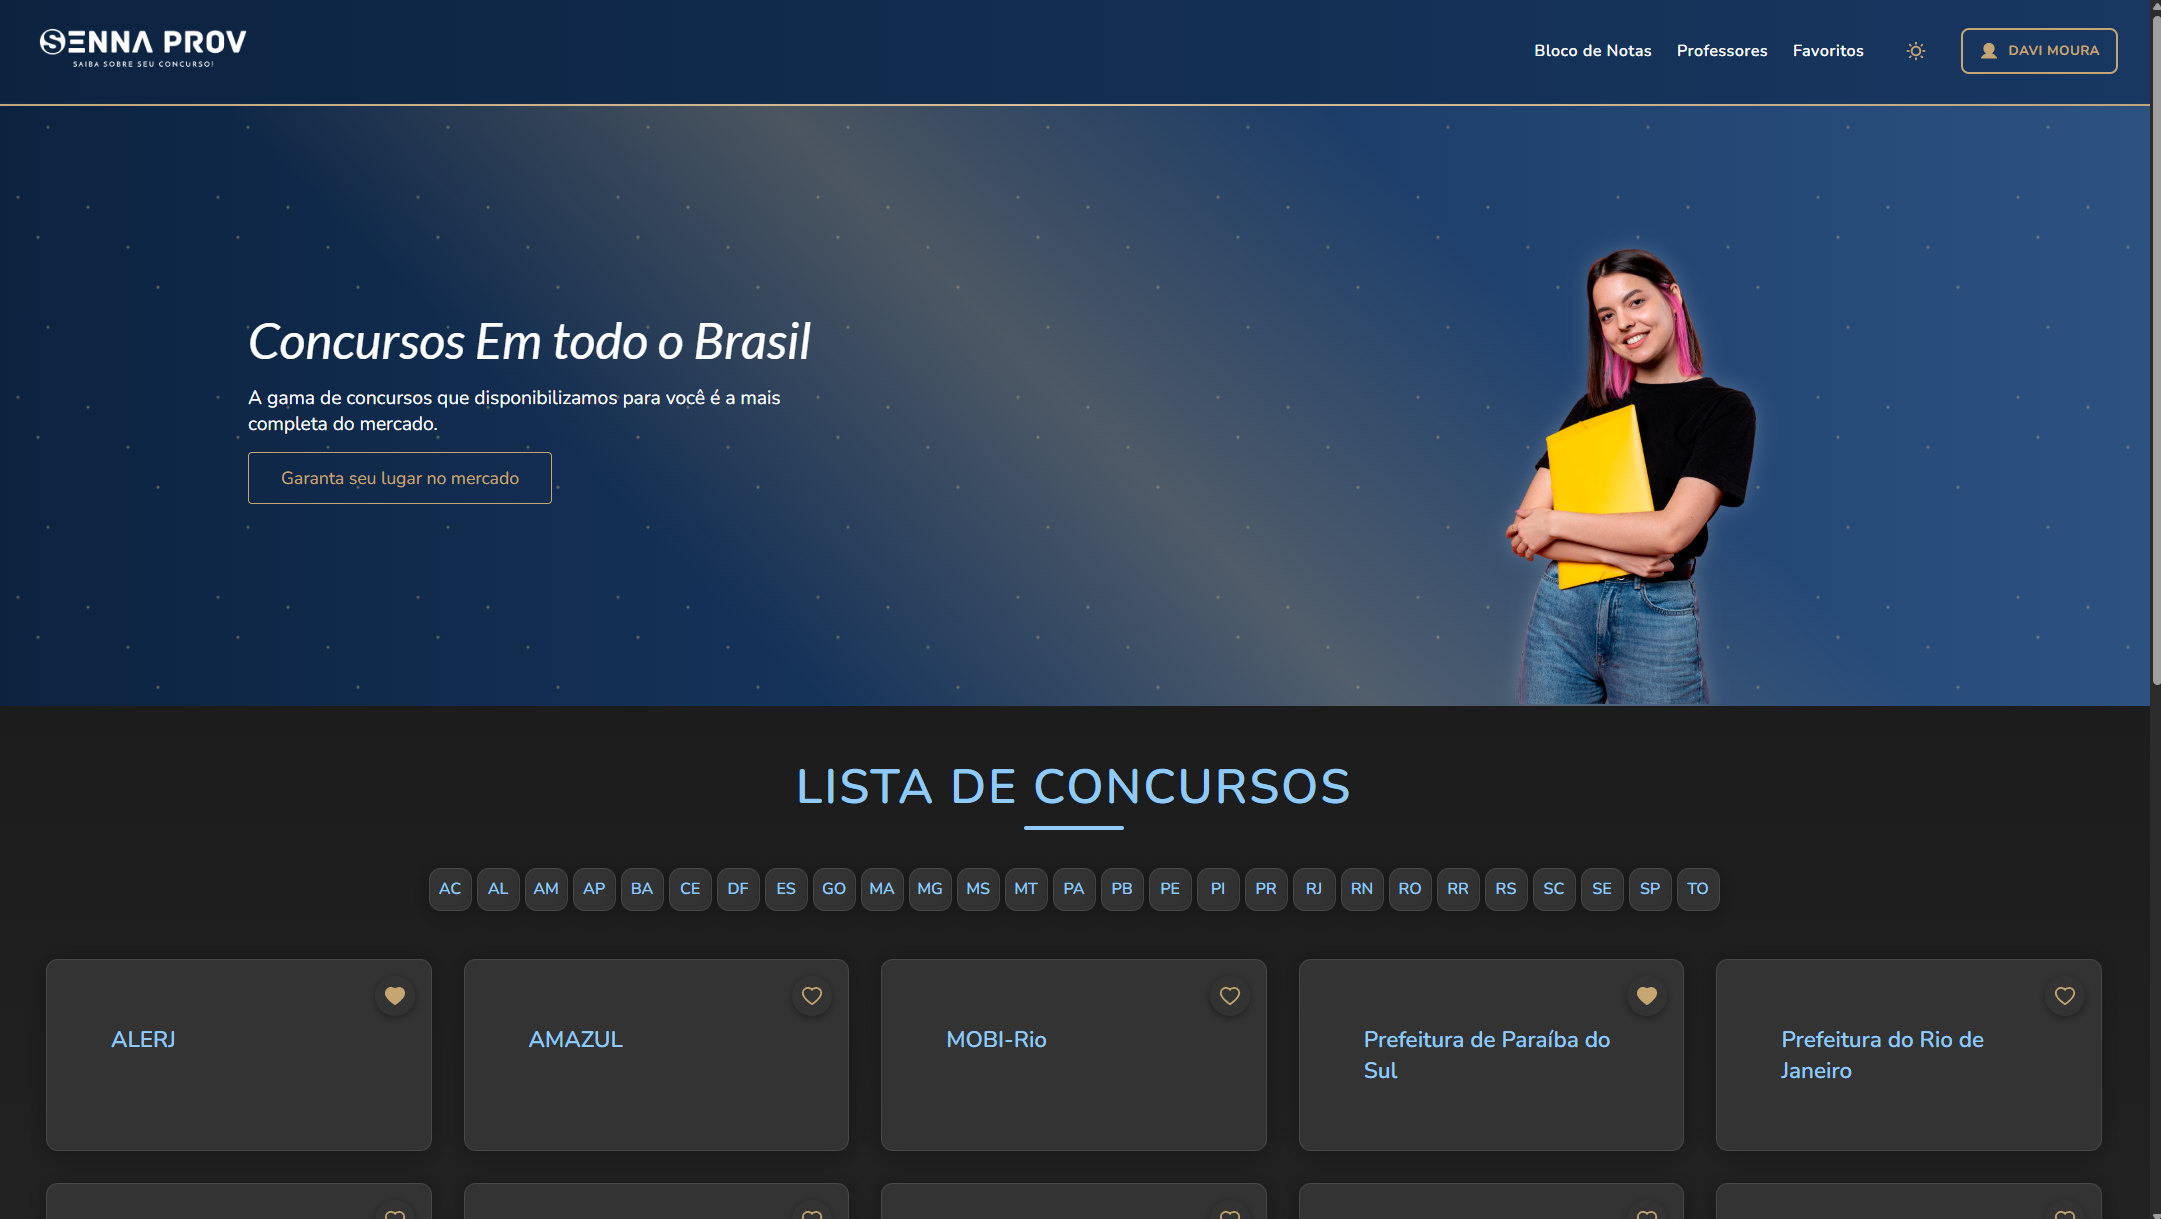 SENNA PROV
SAIBA SOBRE SEU CONCURSO!
Bloco de Notas
Professores
Favoritos
DAVI MOURA
Concursos Em todo o Brasil
A gama de concursos que disponibilizamos para você é a mais
completa do mercado.
Garanta seu lugar no mercado
LISTA DE CONCURSOS
AC AL AM AP BA CE DF ES GO MA MG MS MT PA PB PE PI PR RJ RN RO RR RS SC SE SP TO
ALERJ
AMAZUL
MOBI-Rio
Prefeitura de Paraíba do
Sul
Prefeitura do Rio de
Janeiro